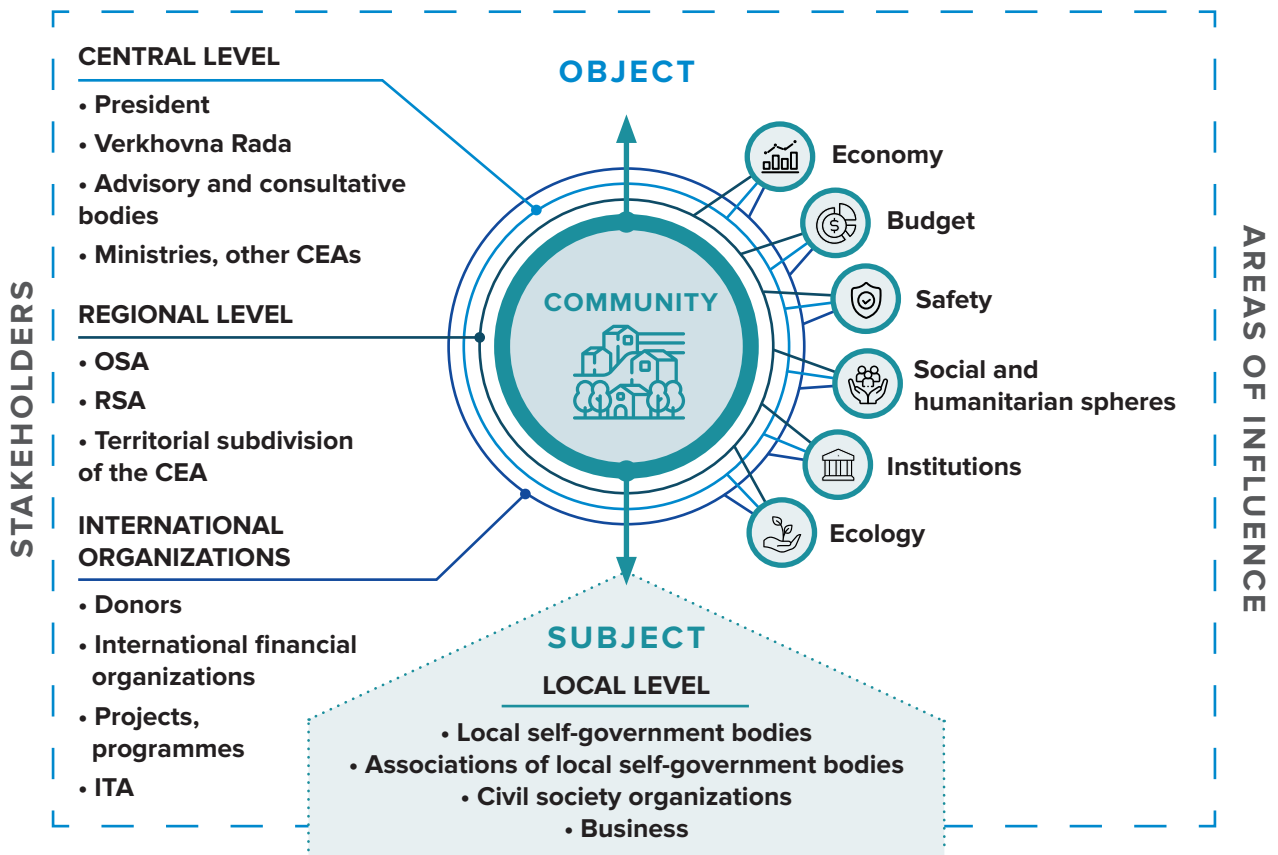 STAKEHOLDERS
CENTRAL LEVEL
• President
• Verkhovna Rada
• Advisory and consultative
bodies
• Ministries, other CEAs
REGIONAL LEVEL
• OSA
• RSA
• Territorial subdivision
of the CEA
INTERNATIONAL
ORGANIZATIONS
• Donors
• International financial
organizations
• Projects,
programmes
• ITA
OBJECT
COMMUNITY
$
Economy
Budget
Safety
Social and
humanitarian spheres
Institutions
Ecology
SUBJECT
LOCAL LEVEL
• Local self-government bodies
• Associations of local self-government bodies
• Civil society organizations
• Business
AREAS OF INFLUENCE